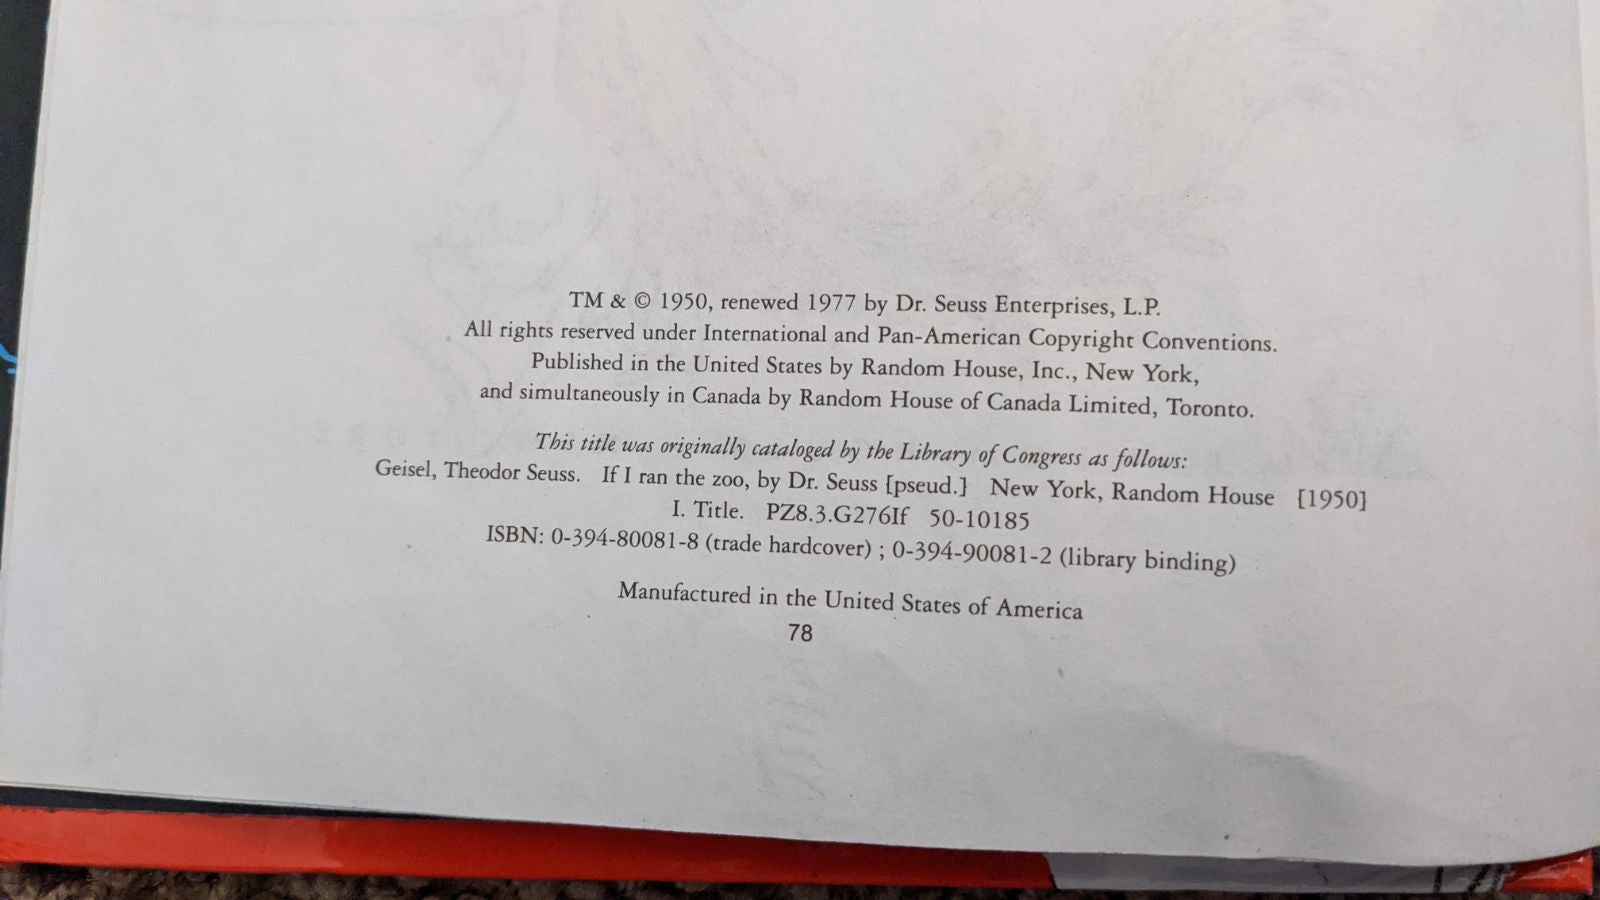 TM & © 1950, renewed 1977 by Dr. Seuss Enterprises, L.P.
All rights reserved under International and Pan-American Copyright Conventions.
Published in the United States by Random House, Inc., New York,
and simultaneously in Canada by Random House of Canada Limited, Toronto.
This title was originally cataloged by the Library of Congress as follows:
Geisel, Theodor Seuss. If I ran the zoo, by Dr. Seuss [pseud.] New York, Random House [1950]
I. Title. PZ8.3.G276If 50-10185
ISBN: 0-394-80081-8 (trade hardcover) ; 0-394-90081-2 (library binding)
Manufactured in the United States of America
78